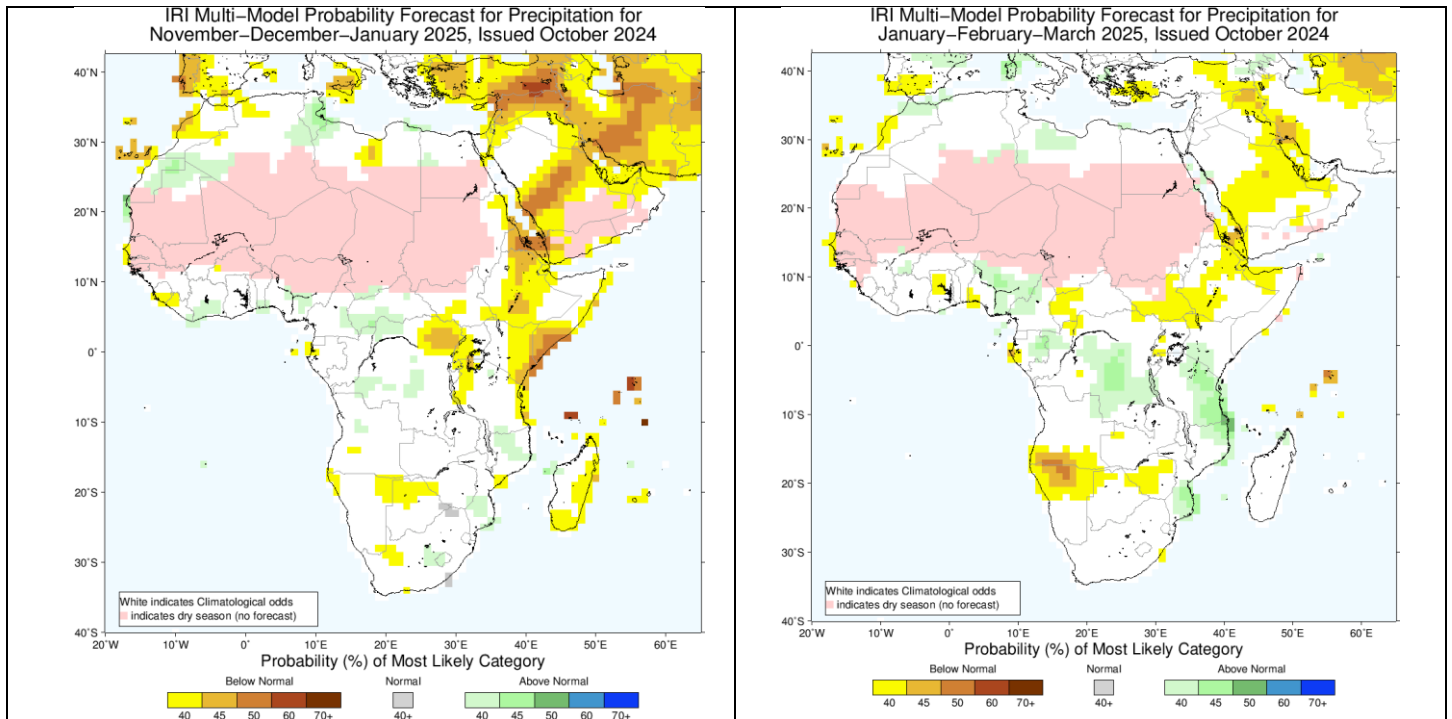 IRI Multi−Model Probability Forecast for Precipitation for
November−December−January 2025, Issued October 2024
40˚N
30˚N
20˚N
10˚N
0˚
10˚S
20˚S
30˚S
40˚S
White indicates Climatological odds
indicates dry season (no forecast)
20˚W 10˚W 0˚ 10˚E 20˚E 30˚E 40˚E 50˚E 60˚E
Probability (%) of Most Likely Category
Below Normal Normal Above Normal
40 45 50 60 70+ 40+ 40 45 50 60 70+
IRI Multi−Model Probability Forecast for Precipitation for
January−February−March 2025, Issued October 2024
40˚N
30˚N
20˚N
10˚N
0˚
10˚S
20˚S
30˚S
40˚S
White indicates Climatological odds
indicates dry season (no forecast)
20˚W 10˚W 0˚ 10˚E 20˚E 30˚E 40˚E 50˚E 60˚E
Probability (%) of Most Likely Category
Below Normal Normal Above Normal
40 45 50 60 70+ 40+ 40 45 50 60 70+